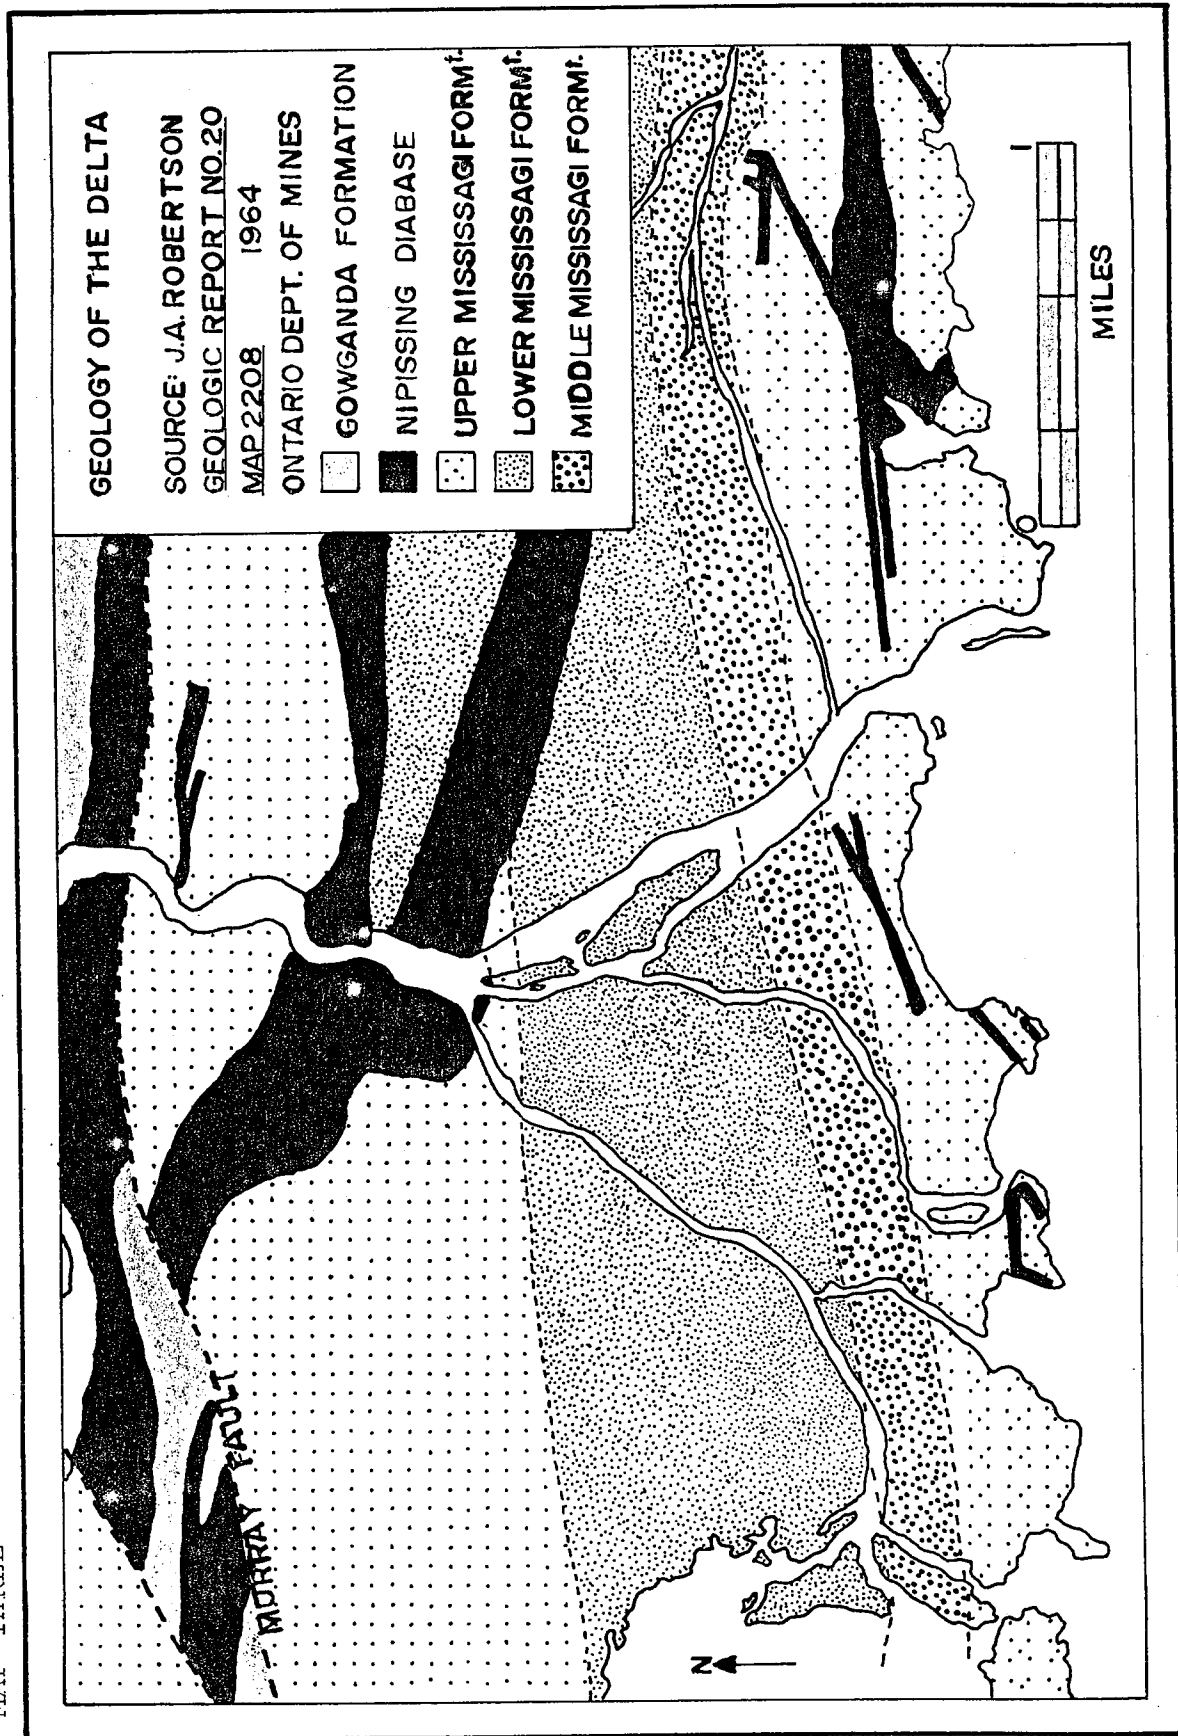 GEOLOGY OF THE DELTA
SOURCE: J.A. ROBERTSON
GEOLOGIC REPORT NO.20
MAP 2208 1964
ONTARIO DEPT. OF MINES
GOWGANDA FORMATION
NIPISSING DIABASE
UPPER MISSISSAGI FORMt.
LOWER MISSISSAGI FORMt.
MIDDLE MISSISSAGI FORMt.
MURRAY FAULT
N
0 1
MILES